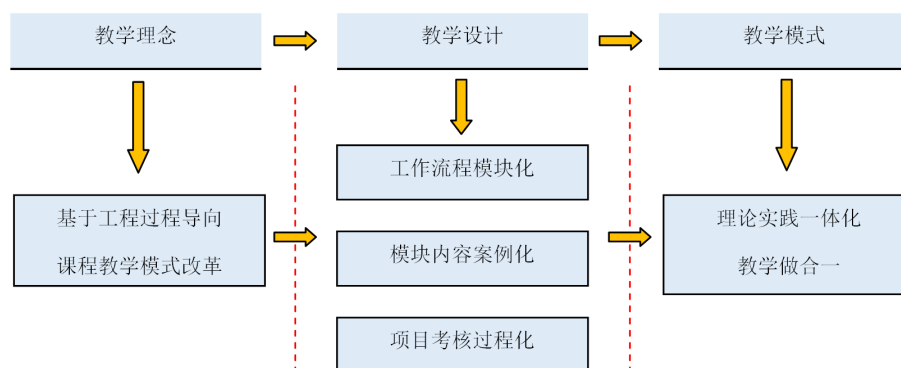 教学理念
教学设计
教学模式
工作流程模块化
基于工程过程导向
课程教学模式改革
模块内容案例化
理论实践一体化
教学做合一
项目考核过程化